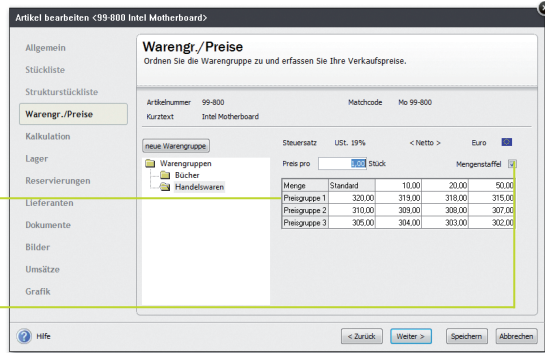 Artikel bearbeiten <99-800 Intel Motherboard>
Allgemein
Stückliste
Strukturstückliste
Warengr./Preise
Kalkulation
Lager
Reservierungen
Lieferanten
Dokumente
Bilder
Umsätze
Grafik
Warengr./Preise
Ordnen Sie die Warengruppe zu und erfassen Sie Ihre Verkaufspreise.
Artikelnummer 99-800 Matchcode Mo 99-800
Kurztext Intel Motherboard
neue Warengruppe
Warengruppen
Bücher
Handelswaren
Steuersatz USt. 19% < Netto > Euro
Preis pro 1,00 Stück Mengenstaffel
Menge Standard 10,00 20,00 50,00
Preisgruppe 1 320,00 319,00 318,00 315,00
Preisgruppe 2 310,00 309,00 308,00 307,00
Preisgruppe 3 305,00 304,00 303,00 302,00
Hilfe < Zurück Weiter > Speichern Abbrechen